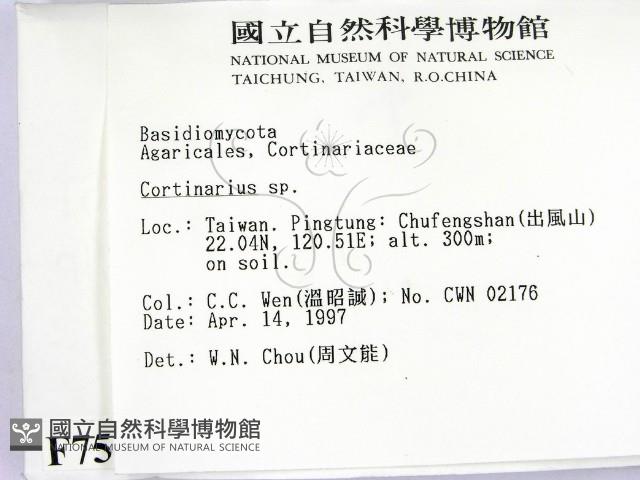 國立自然科學博物館
NATIONAL MUSEUM OF NATURAL SCIENCE
TAICHUNG, TAIWAN, R.O.CHINA
Basidiomycota
Agaricales, Cortinariaceae
Cortinarius sp.
Loc.: Taiwan. Pingtung: Chufengshan(出風山)
22.04N, 120.51E; alt. 300m;
on soil.
Col.: C.C. Wen(溫昭誠); No. CWN 02176
Date: Apr. 14, 1997
Det.: W.N. Chou(周文能)
國立自然科學博物館
NATIONAL MUSEUM OF NATURAL SCIENCE
F75